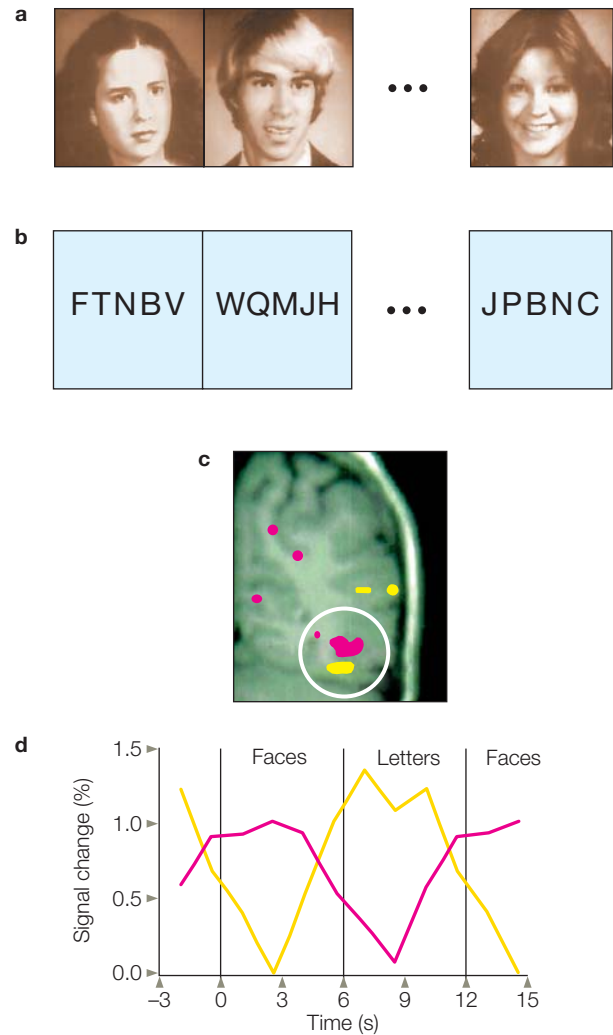 a
b
FTNBV WQMJH ••• JPBNC
c
d
1.5
1.0
0.5
0.0
Signal change (%)
Faces Letters Faces
–3 0 3 6 9 12 15
Time (s)